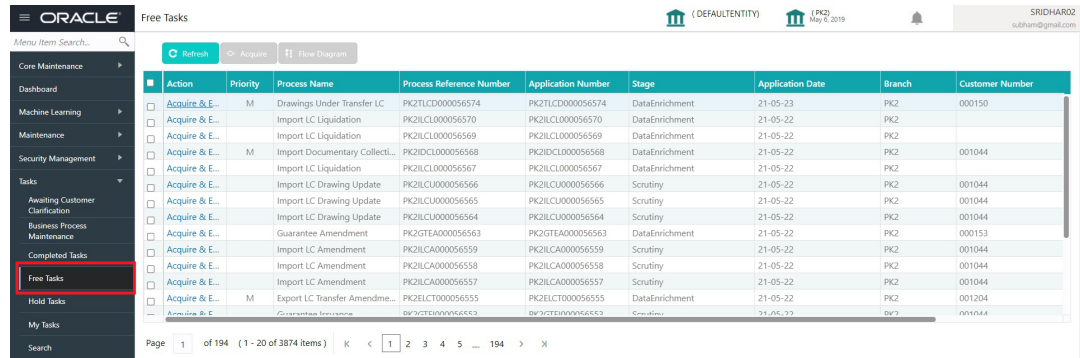 ORACLE
Free Tasks
( DEFAULTENTITY)
(PK2)
May 6, 2019
SRIDHAR02
subham@gmail.com
Menu Item Search...
Core Maintenance
Dashboard
Machine Learning
Maintenance
Security Management
Tasks
Awaiting Customer
Clarification
Business Process
Maintenance
Completed Tasks
Free Tasks
Hold Tasks
My Tasks
Search
Refresh Acquire Flow Diagram
Action Priority Process Name Process Reference Number Application Number Stage Application Date Branch Customer Number
Acquire & E... M Drawings Under Transfer LC PK2TLCD000056574 PK2TLCD000056574 DataEnrichment 21-05-23 PK2 000150
Acquire & E... Import LC Liquidation PK2ILCL000056570 PK2ILCL000056570 DataEnrichment 21-05-22 PK2
Acquire & E... Import LC Liquidation PK2ILCL000056569 PK2ILCL000056569 DataEnrichment 21-05-22 PK2
Acquire & E... M Import Documentary Collecti... PK2IDCL000056568 PK2IDCL000056568 DataEnrichment 21-05-22 PK2 001044
Acquire & E... Import LC Liquidation PK2ILCL000056567 PK2ILCL000056567 DataEnrichment 21-05-22 PK2
Acquire & E... Import LC Drawing Update PK2ILCU000056566 PK2ILCU000056566 Scrutiny 21-05-22 PK2 001044
Acquire & E... Import LC Drawing Update PK2ILCU000056565 PK2ILCU000056565 Scrutiny 21-05-22 PK2 001044
Acquire & E... Import LC Drawing Update PK2ILCU000056564 PK2ILCU000056564 Scrutiny 21-05-22 PK2 001044
Acquire & E... Guarantee Amendment PK2GTEA000056563 PK2GTEA000056563 DataEnrichment 21-05-22 PK2 000153
Acquire & E... Import LC Amendment PK2ILCA000056559 PK2ILCA000056559 Scrutiny 21-05-22 PK2 001044
Acquire & E... Import LC Amendment PK2ILCA000056558 PK2ILCA000056558 Scrutiny 21-05-22 PK2 001044
Acquire & E... Import LC Amendment PK2ILCA000056557 PK2ILCA000056557 Scrutiny 21-05-22 PK2 001044
Acquire & E... M Export LC Transfer Amendme... PK2ELCT000056555 PK2ELCT000056555 DataEnrichment 21-05-22 PK2 001204
Acquire & E... Guarantee Issuance PK2GTEI000056553 PK2GTEI000056553 Scrutiny 21-05-22 PK2 001044
Page 1 of 194 ( 1 - 20 of 3874 items ) K < 1 2 3 4 5 ... 194 > >|